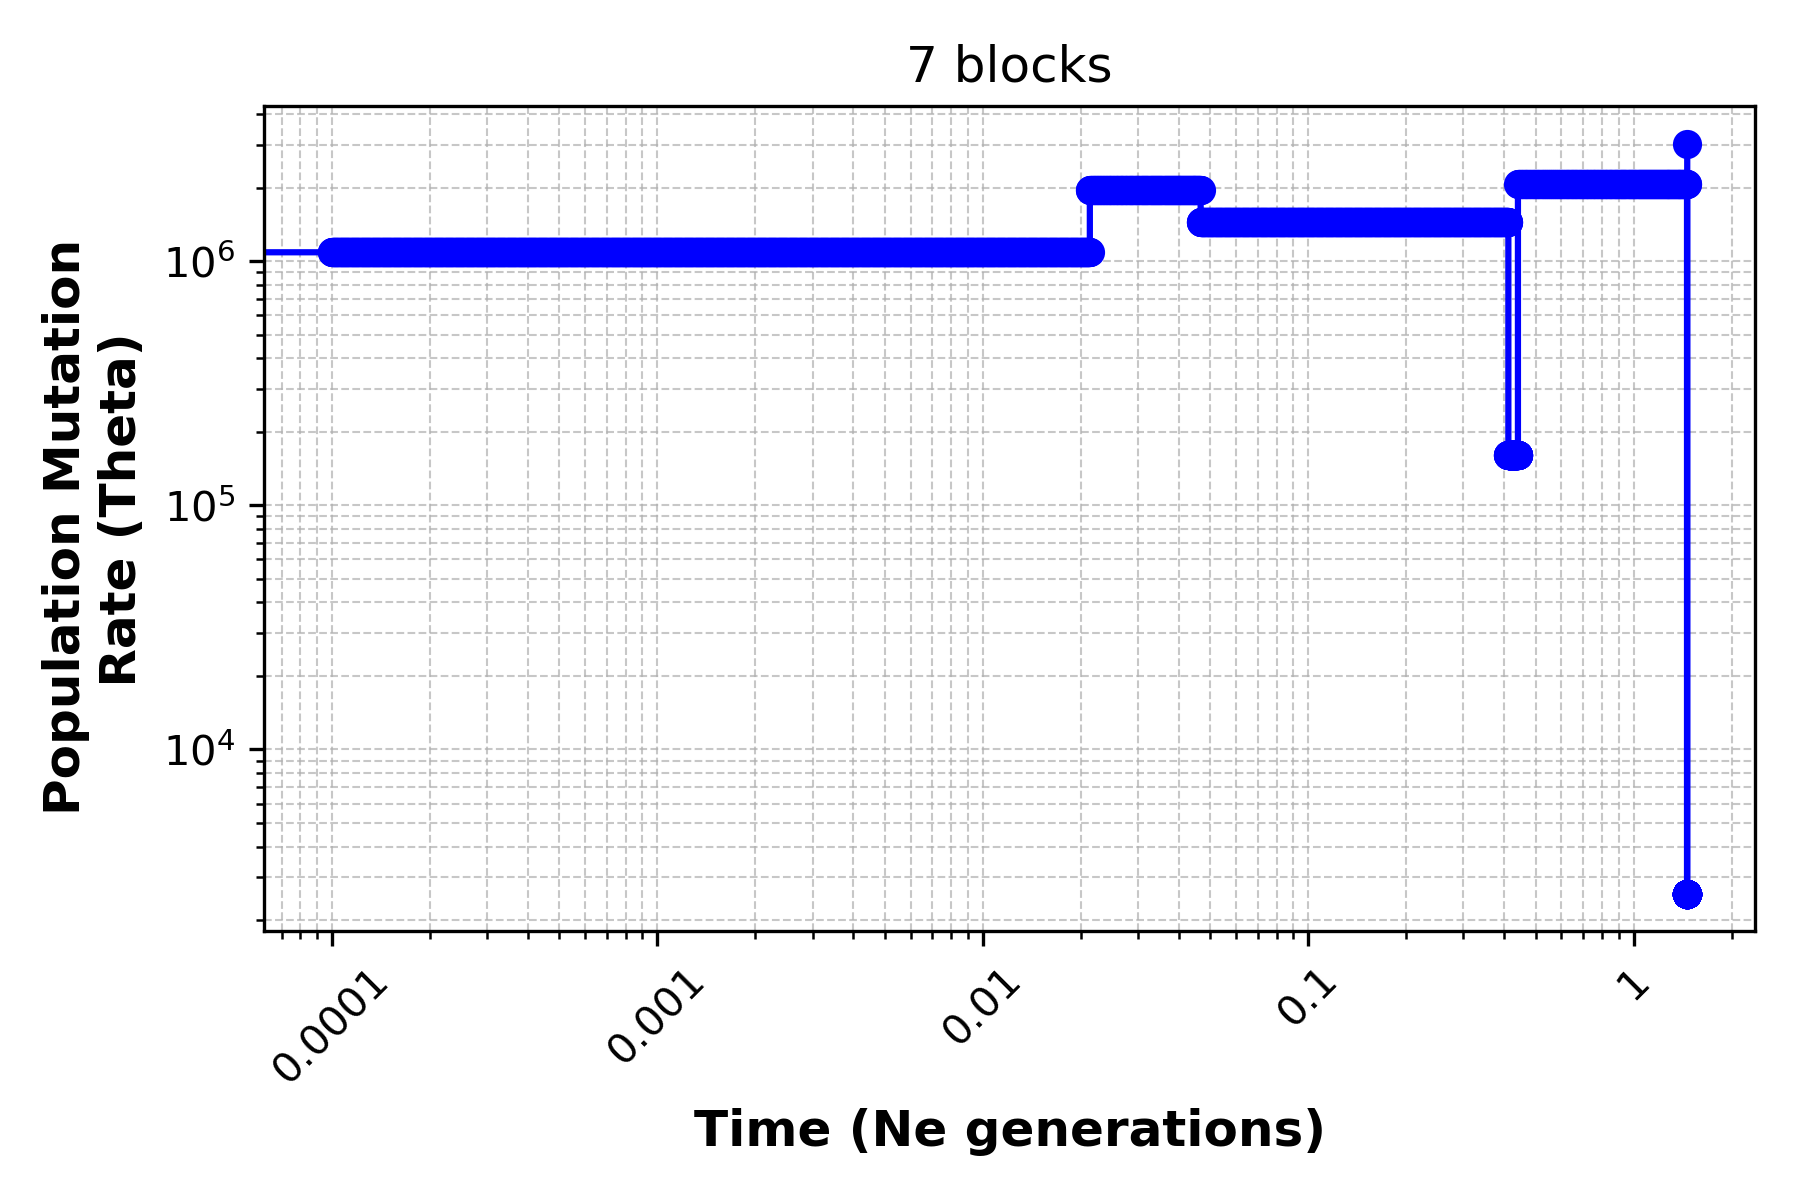 7 blocks
Population Mutation
Rate (Theta)
10⁶
10⁵
10⁴
0.0001
0.001
0.01
0.1
1
Time (Ne generations)